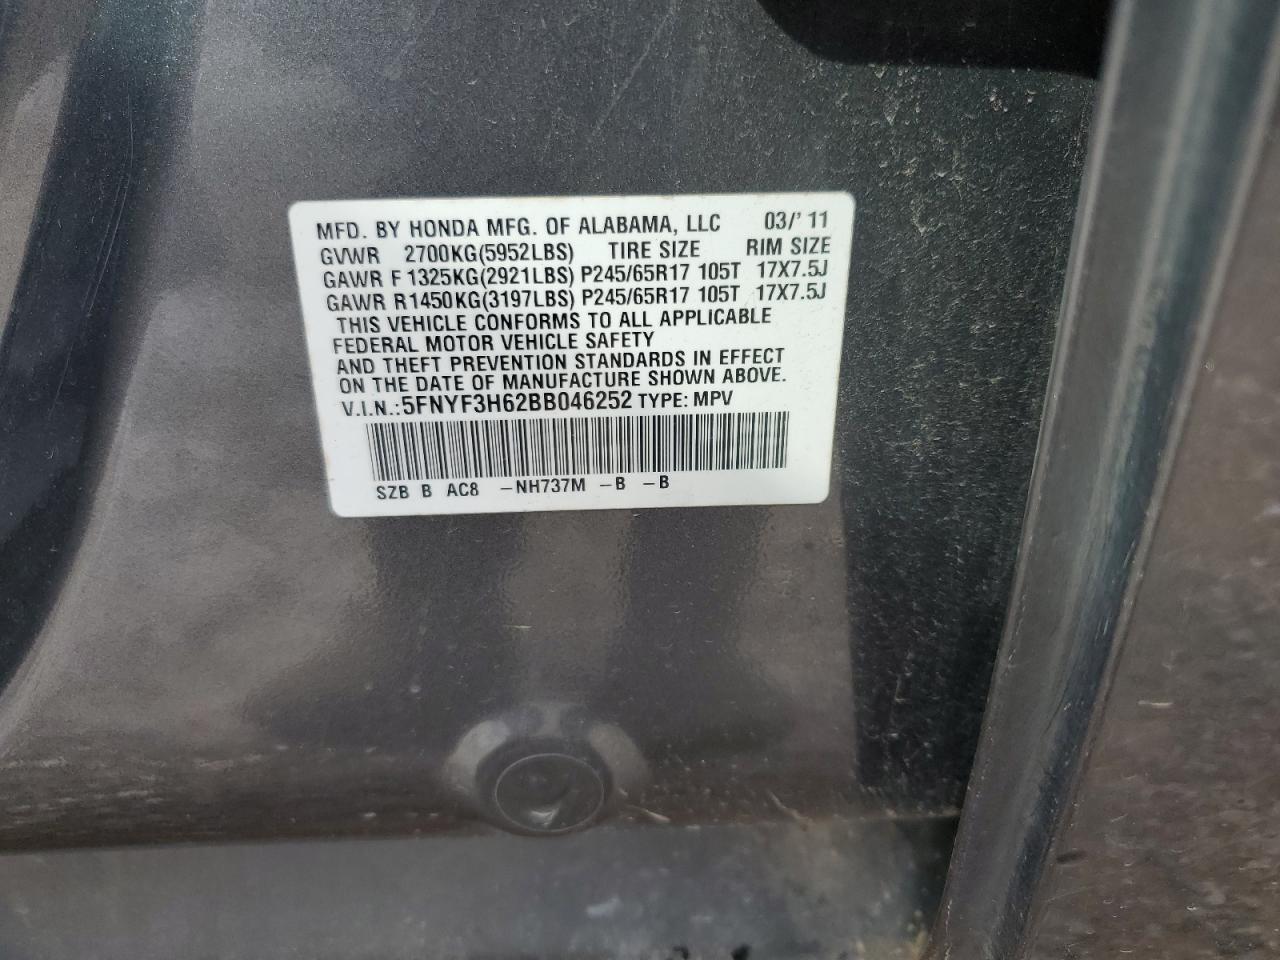 MFD. BY HONDA MFG. OF ALABAMA, LLC 03/'11
GVWR 2700KG(5952LBS) TIRE SIZE RIM SIZE
GAWR F 1325KG(2921LBS) P245/65R17 105T 17X7.5J
GAWR R1450KG(3197LBS) P245/65R17 105T 17X7.5J
THIS VEHICLE CONFORMS TO ALL APPLICABLE
FEDERAL MOTOR VEHICLE SAFETY
AND THEFT PREVENTION STANDARDS IN EFFECT
ON THE DATE OF MANUFACTURE SHOWN ABOVE.
V.I.N.:5FNYF3H62BB046252 TYPE: MPV
SZB B AC8 -NH737M -B -B